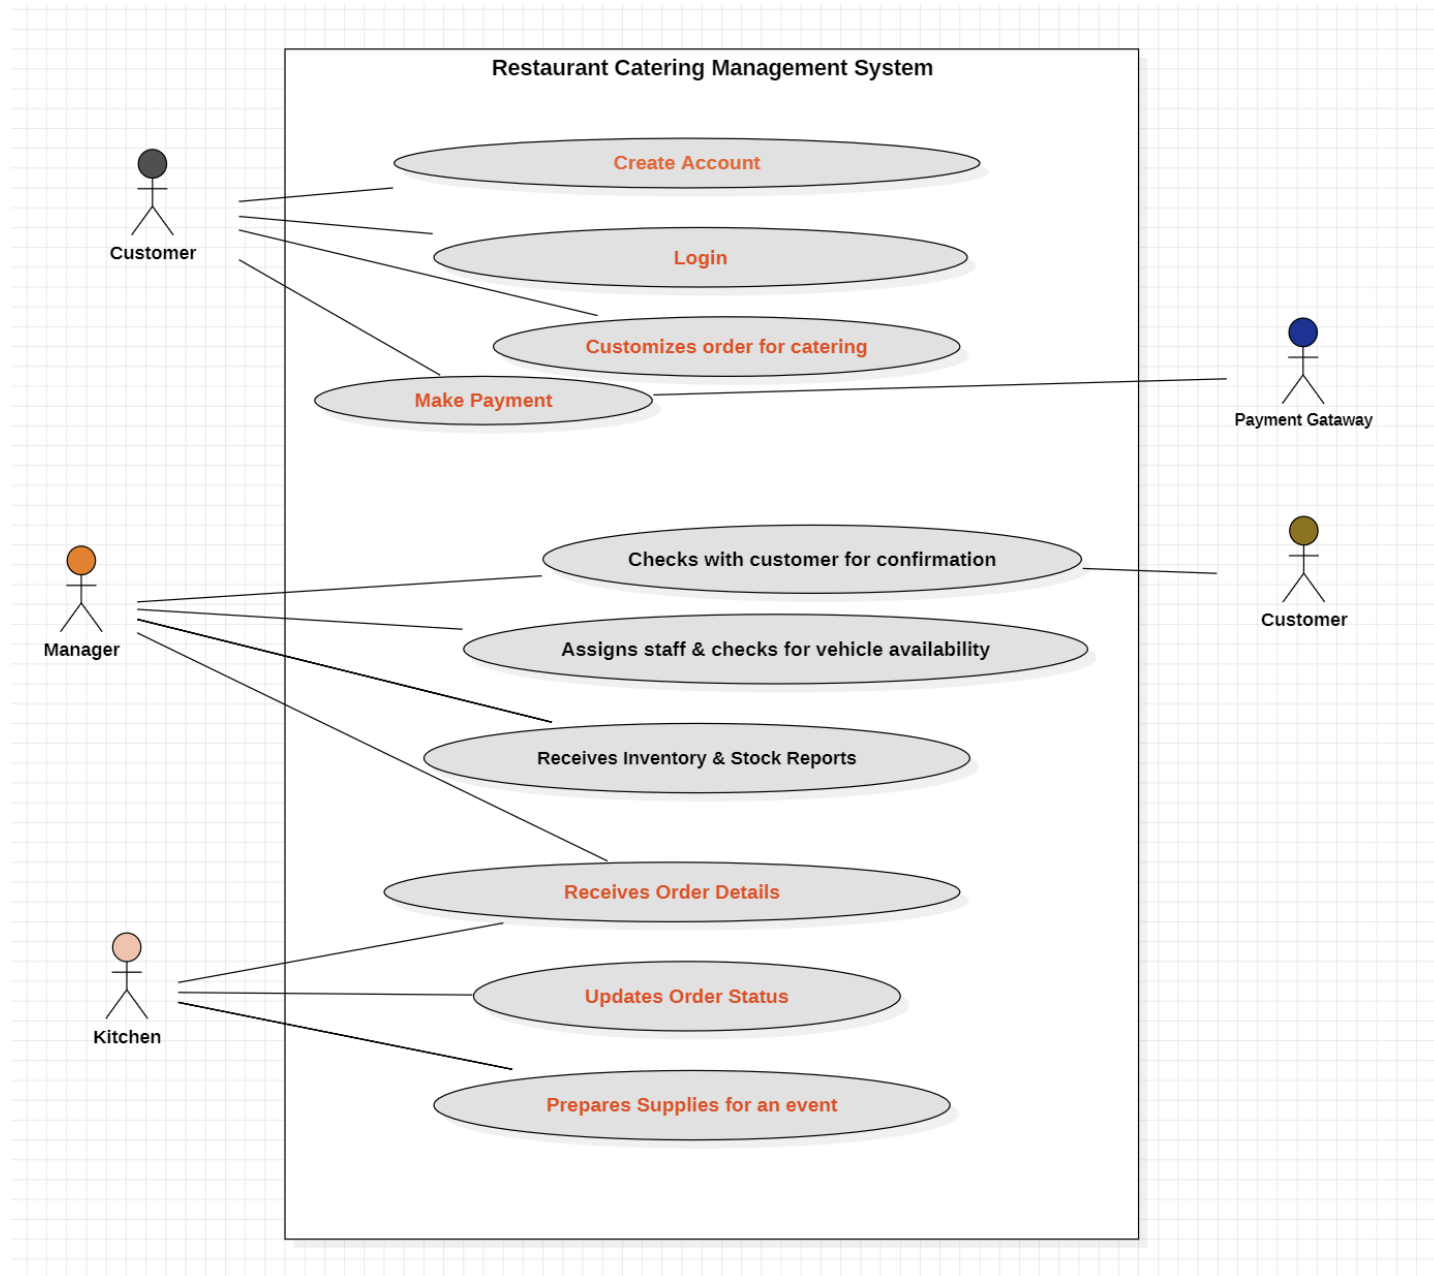 Restaurant Catering Management System
Create Account
Customer
Login
Customizes order for catering
Make Payment
Payment Gataway
Checks with customer for confirmation
Customer
Manager
Assigns staff & checks for vehicle availability
Receives Inventory & Stock Reports
Receives Order Details
Updates Order Status
Kitchen
Prepares Supplies for an event